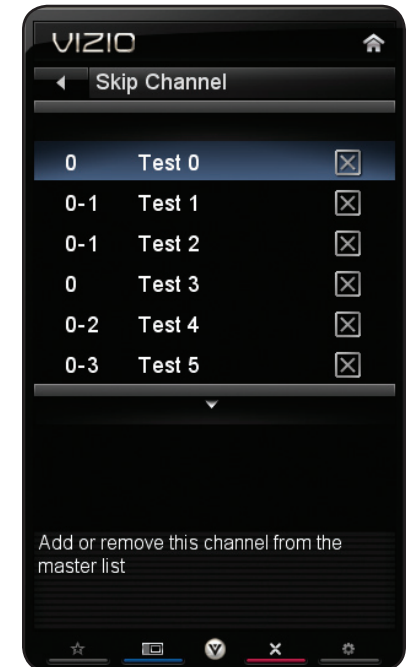 VIZIO
Skip Channel
0 Test 0
0-1 Test 1
0-1 Test 2
0 Test 3
0-2 Test 4
0-3 Test 5
Add or remove this channel from the
master list
V